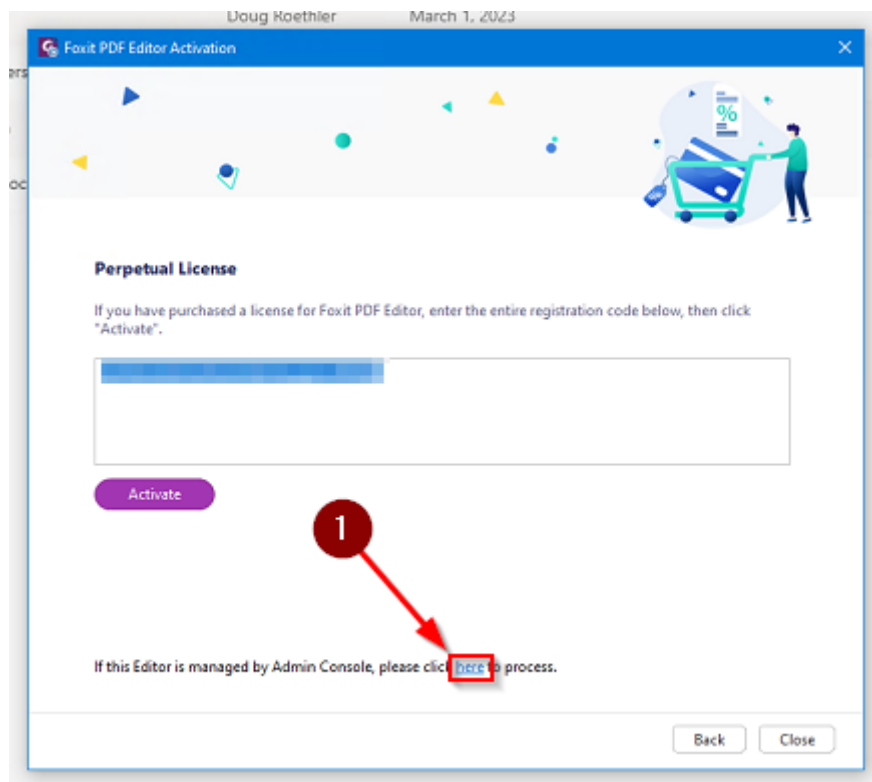 Doug Roethler March 1, 2023
Foxit PDF Editor Activation
ers
oc
%
Perpetual License
If you have purchased a license for Foxit PDF Editor, enter the entire registration code below, then click
"Activate".
Activate
1
If this Editor is managed by Admin Console, please click here to process.
Back Close